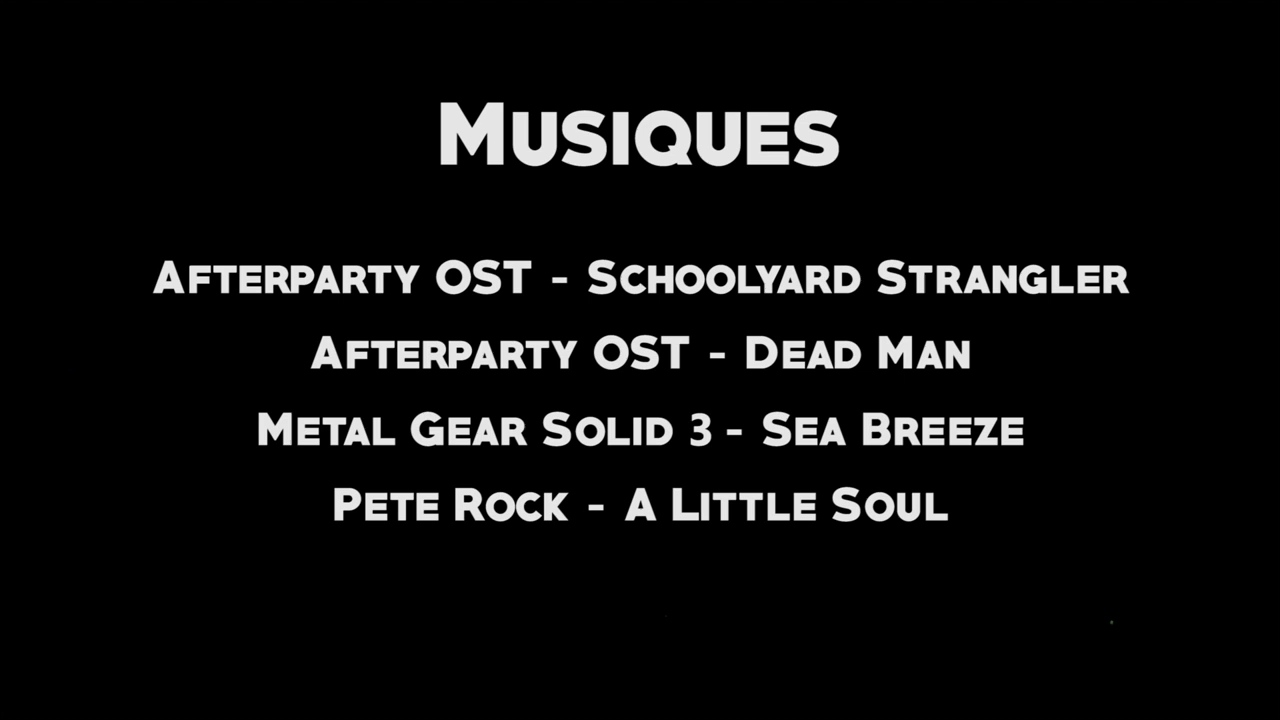 Musiques
Afterparty OST - Schoolyard Strangler
Afterparty OST - Dead Man
Metal Gear Solid 3 - Sea Breeze
Pete Rock - A Little Soul